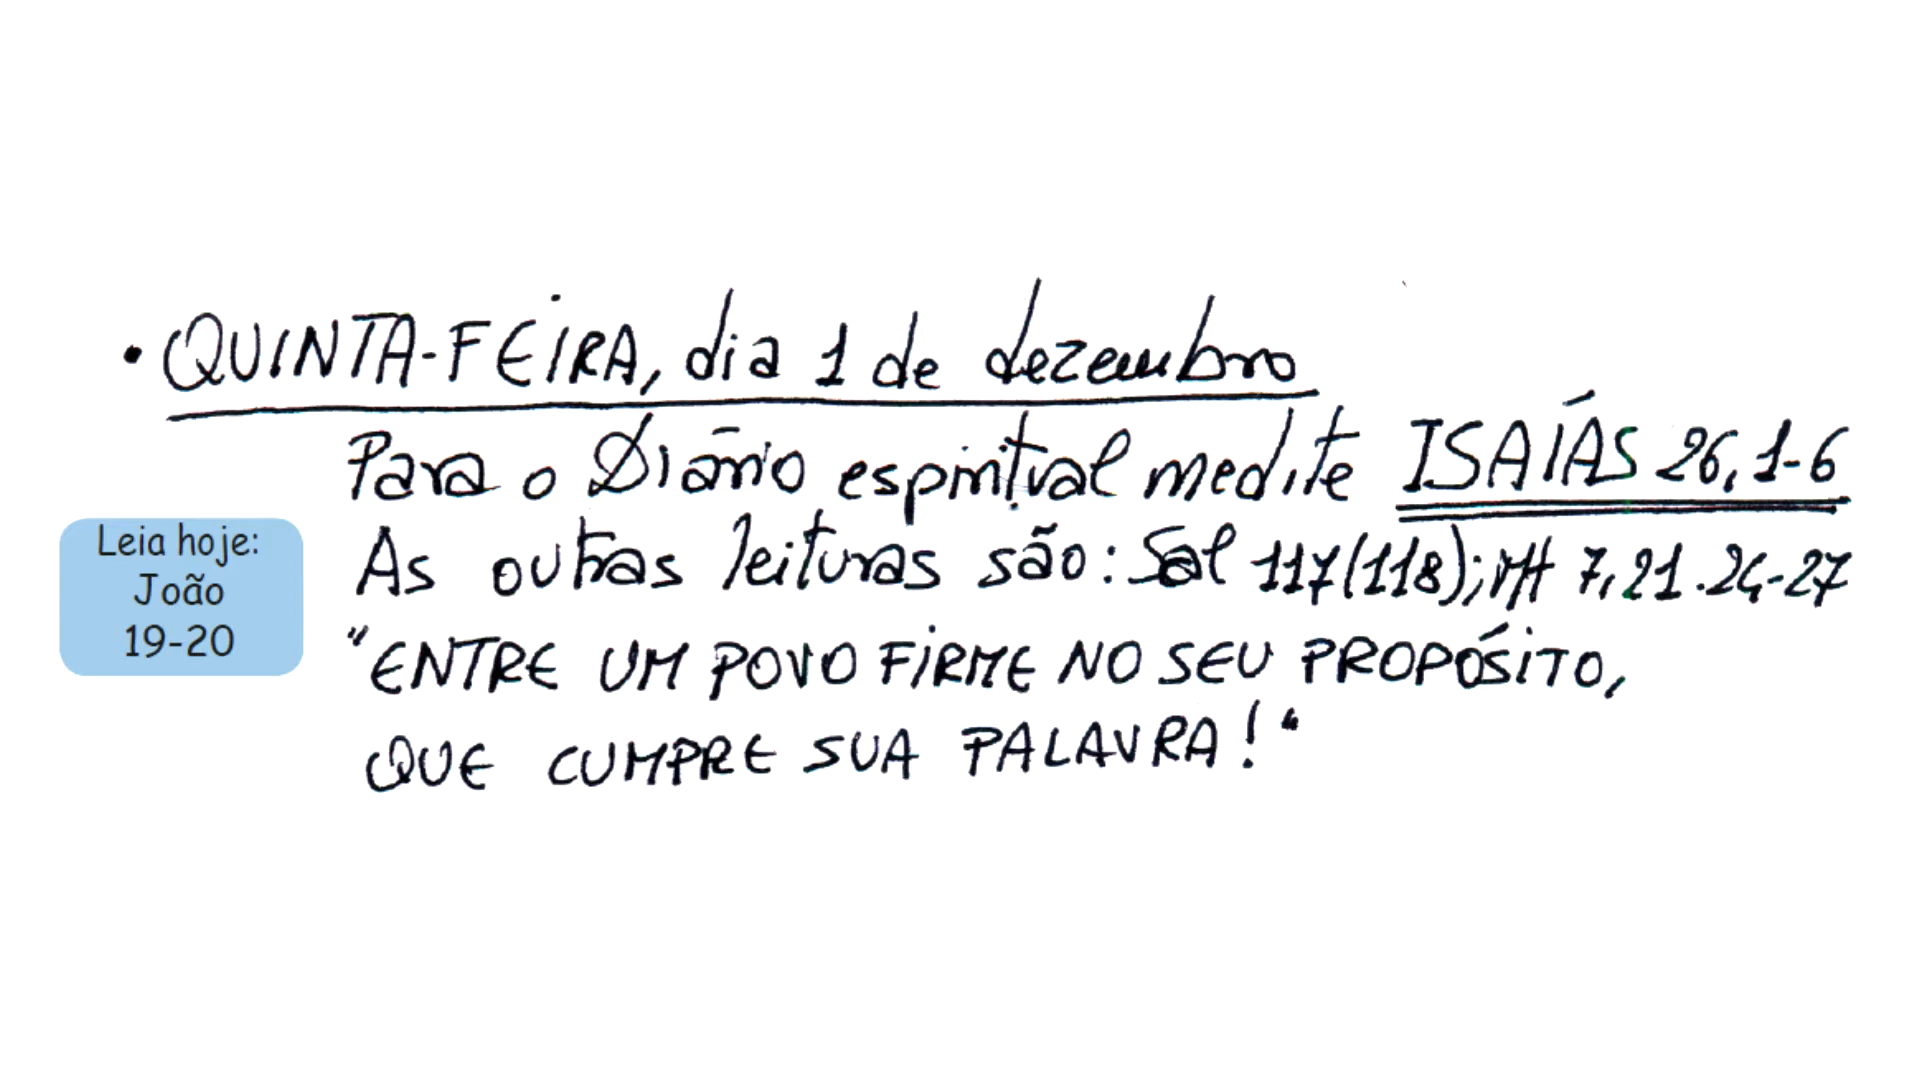 • QUINTA-FEIRA, dia 1 de dezembro
Para o Diário espiritual medite ISAÍAS 26,1-6
As outras leituras são: Sal 117(118); Mt 7,21.24-27
"ENTRE UM POVO FIRME NO SEU PROPÓSITO,
QUE CUMPRE SUA PALAVRA!"
Leia hoje:
João
19-20